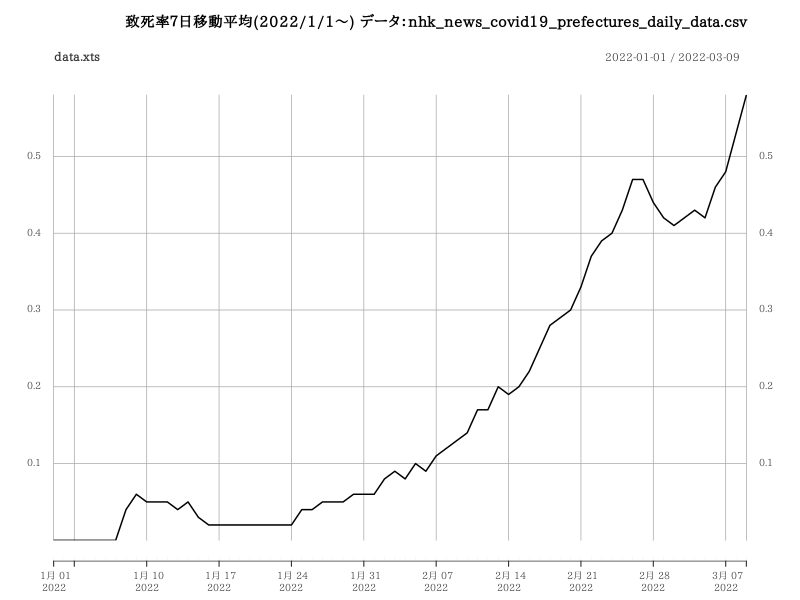 致死率7日移動平均(2022/1/1～) データ:nhk_news_covid19_prefectures_daily_data.csv
data.xts 2022-01-01 / 2022-03-09
0.5 0.5
0.4 0.4
0.3 0.3
0.2 0.2
0.1 0.1
1月 01 1月 10 1月 17 1月 24 1月 31 2月 07 2月 14 2月 21 2月 28 3月 07
2022 2022 2022 2022 2022 2022 2022 2022 2022 2022